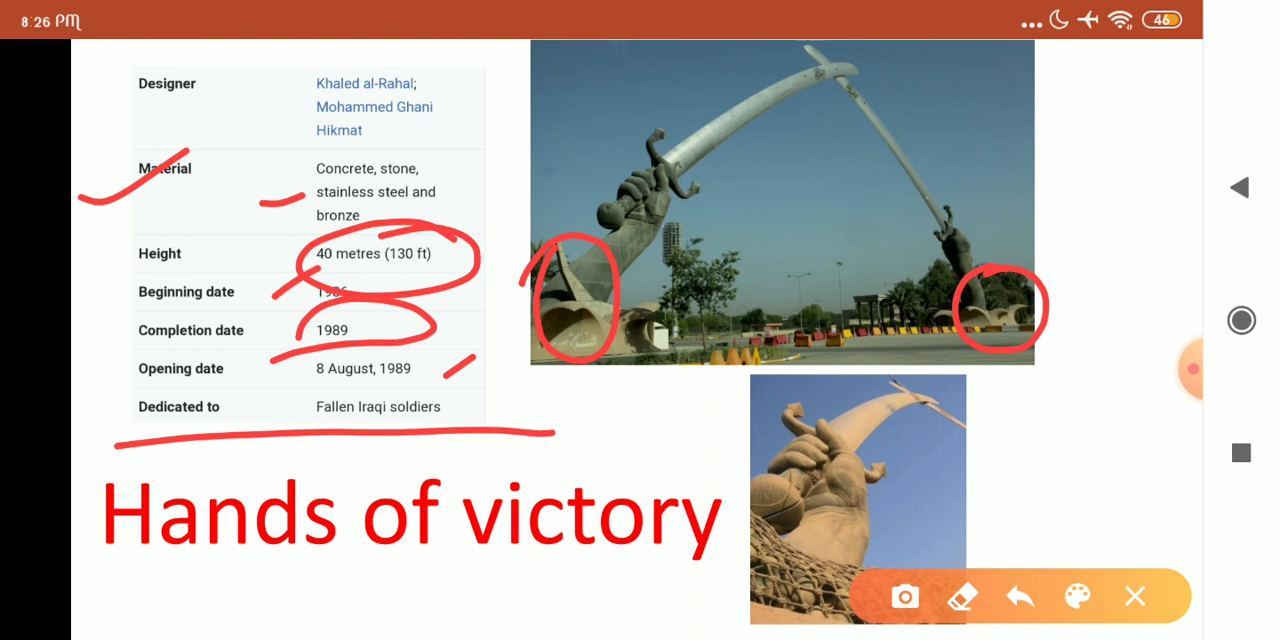 8:26 PM
46
Designer
Khaled al-Rahal;
Mohammed Ghani
Hikmat
Material
Concrete, stone,
stainless steel and
bronze
Height
40 metres (130 ft)
Beginning date
1986
Completion date
1989
Opening date
8 August, 1989
Dedicated to
Fallen Iraqi soldiers
Hands of victory